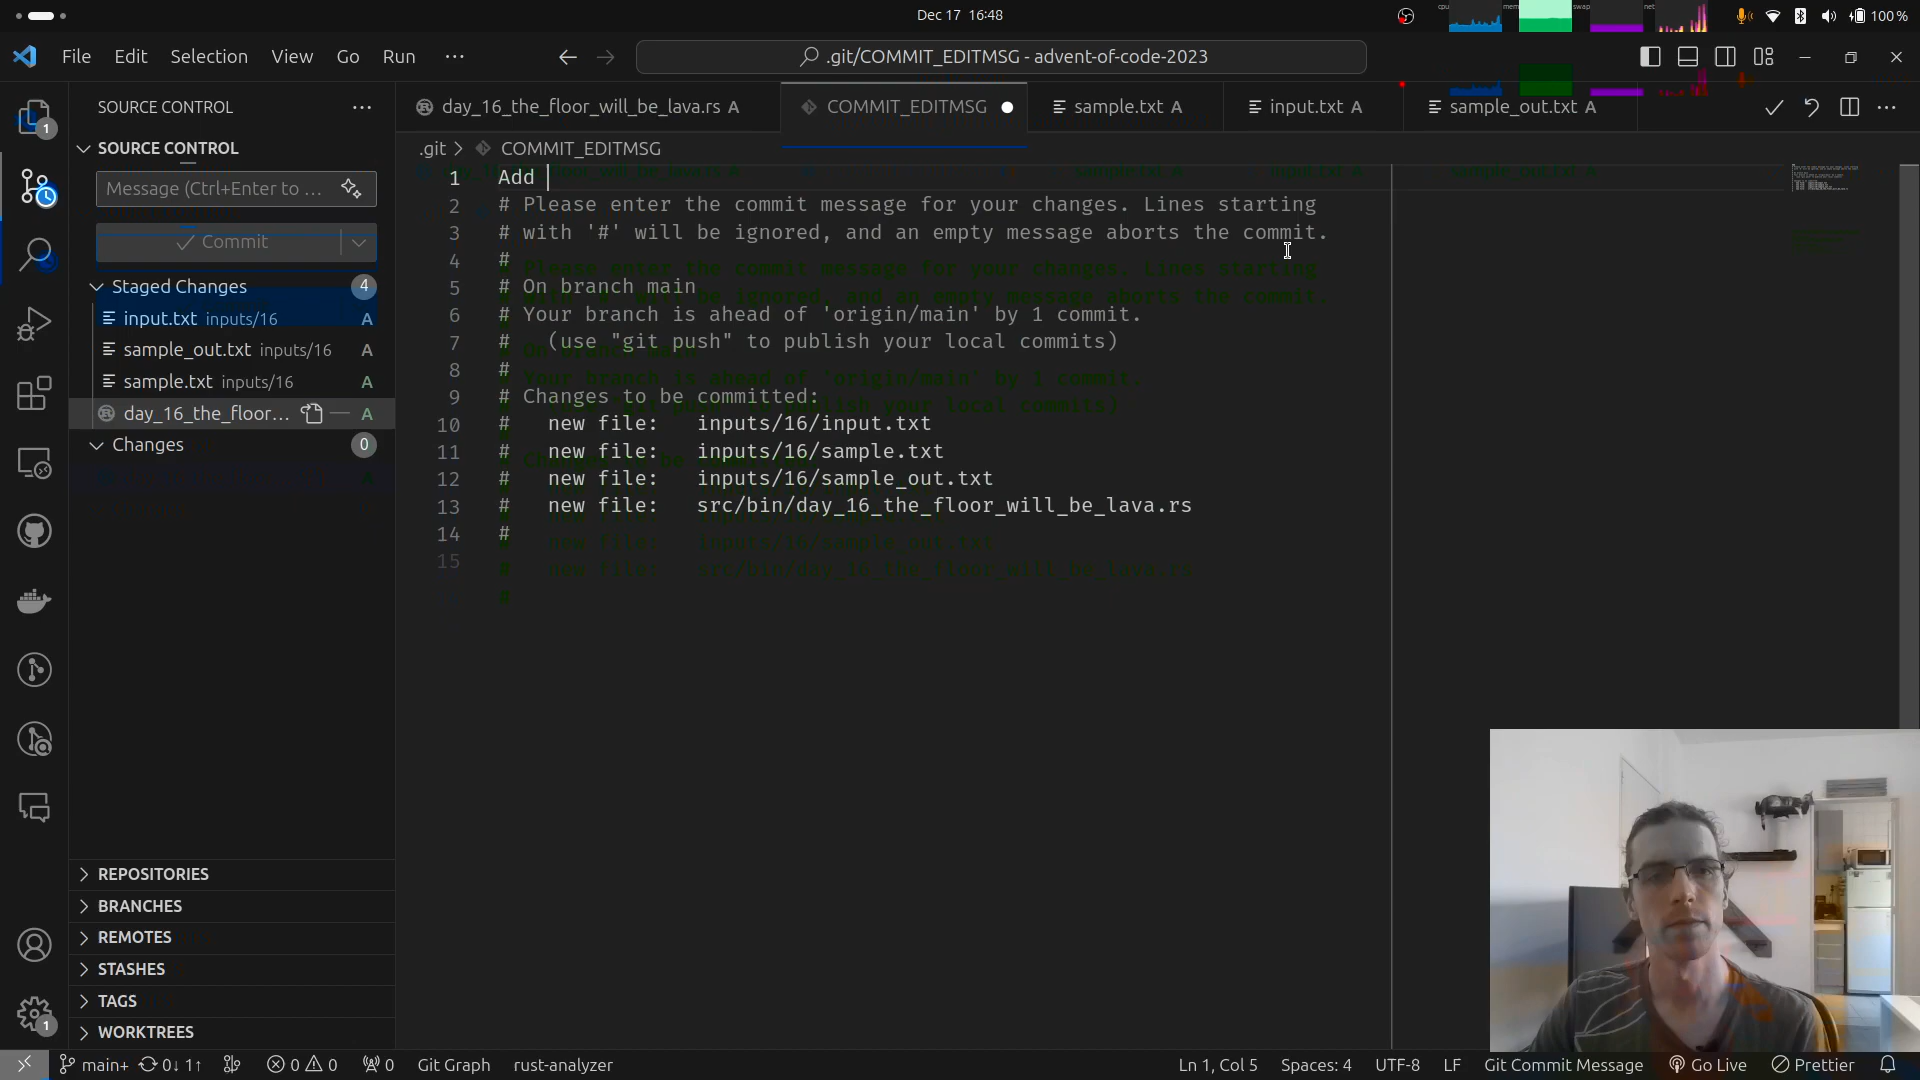 Dec 17 16:48
cpu mem swap net 100 %
File Edit Selection View Go Run ··· .git/COMMIT_EDITMSG - advent-of-code-2023
SOURCE CONTROL ···
day_16_the_floor_will_be_lava.rs A COMMIT_EDITMSG sample.txt A input.txt A sample_out.txt A ···
SOURCE CONTROL
.git > COMMIT_EDITMSG
Message (Ctrl+Enter to ...
Commit
Staged Changes 4
input.txt inputs/16 A
sample_out.txt inputs/16 A
sample.txt inputs/16 A
day_16_the_floor... A
Changes 0
1 Add
2 # Please enter the commit message for your changes. Lines starting
3 # with '#' will be ignored, and an empty message aborts the commit.
4 #
5 # On branch main
6 # Your branch is ahead of 'origin/main' by 1 commit.
7 #   (use "git push" to publish your local commits)
8 #
9 # Changes to be committed:
10 #   new file:   inputs/16/input.txt
11 #   new file:   inputs/16/sample.txt
12 #   new file:   inputs/16/sample_out.txt
13 #   new file:   src/bin/day_16_the_floor_will_be_lava.rs
14 #
15
REPOSITORIES
BRANCHES
REMOTES
STASHES
TAGS
WORKTREES
1
1
main+ 0↓ 1↑ 0 0 0 Git Graph rust-analyzer Ln 1, Col 5 Spaces: 4 UTF-8 LF Git Commit Message Go Live Prettier